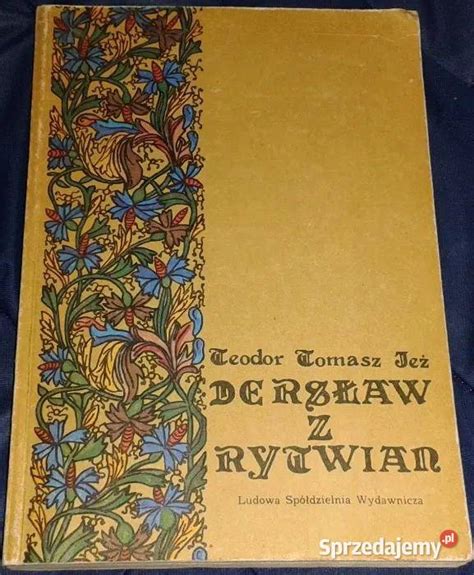 Teodor Tomasz Jeż
DERSŁAW
Z
RYTWIAN
Ludowa Spółdzielnia Wydawnicza
Sprzedajemy.pl